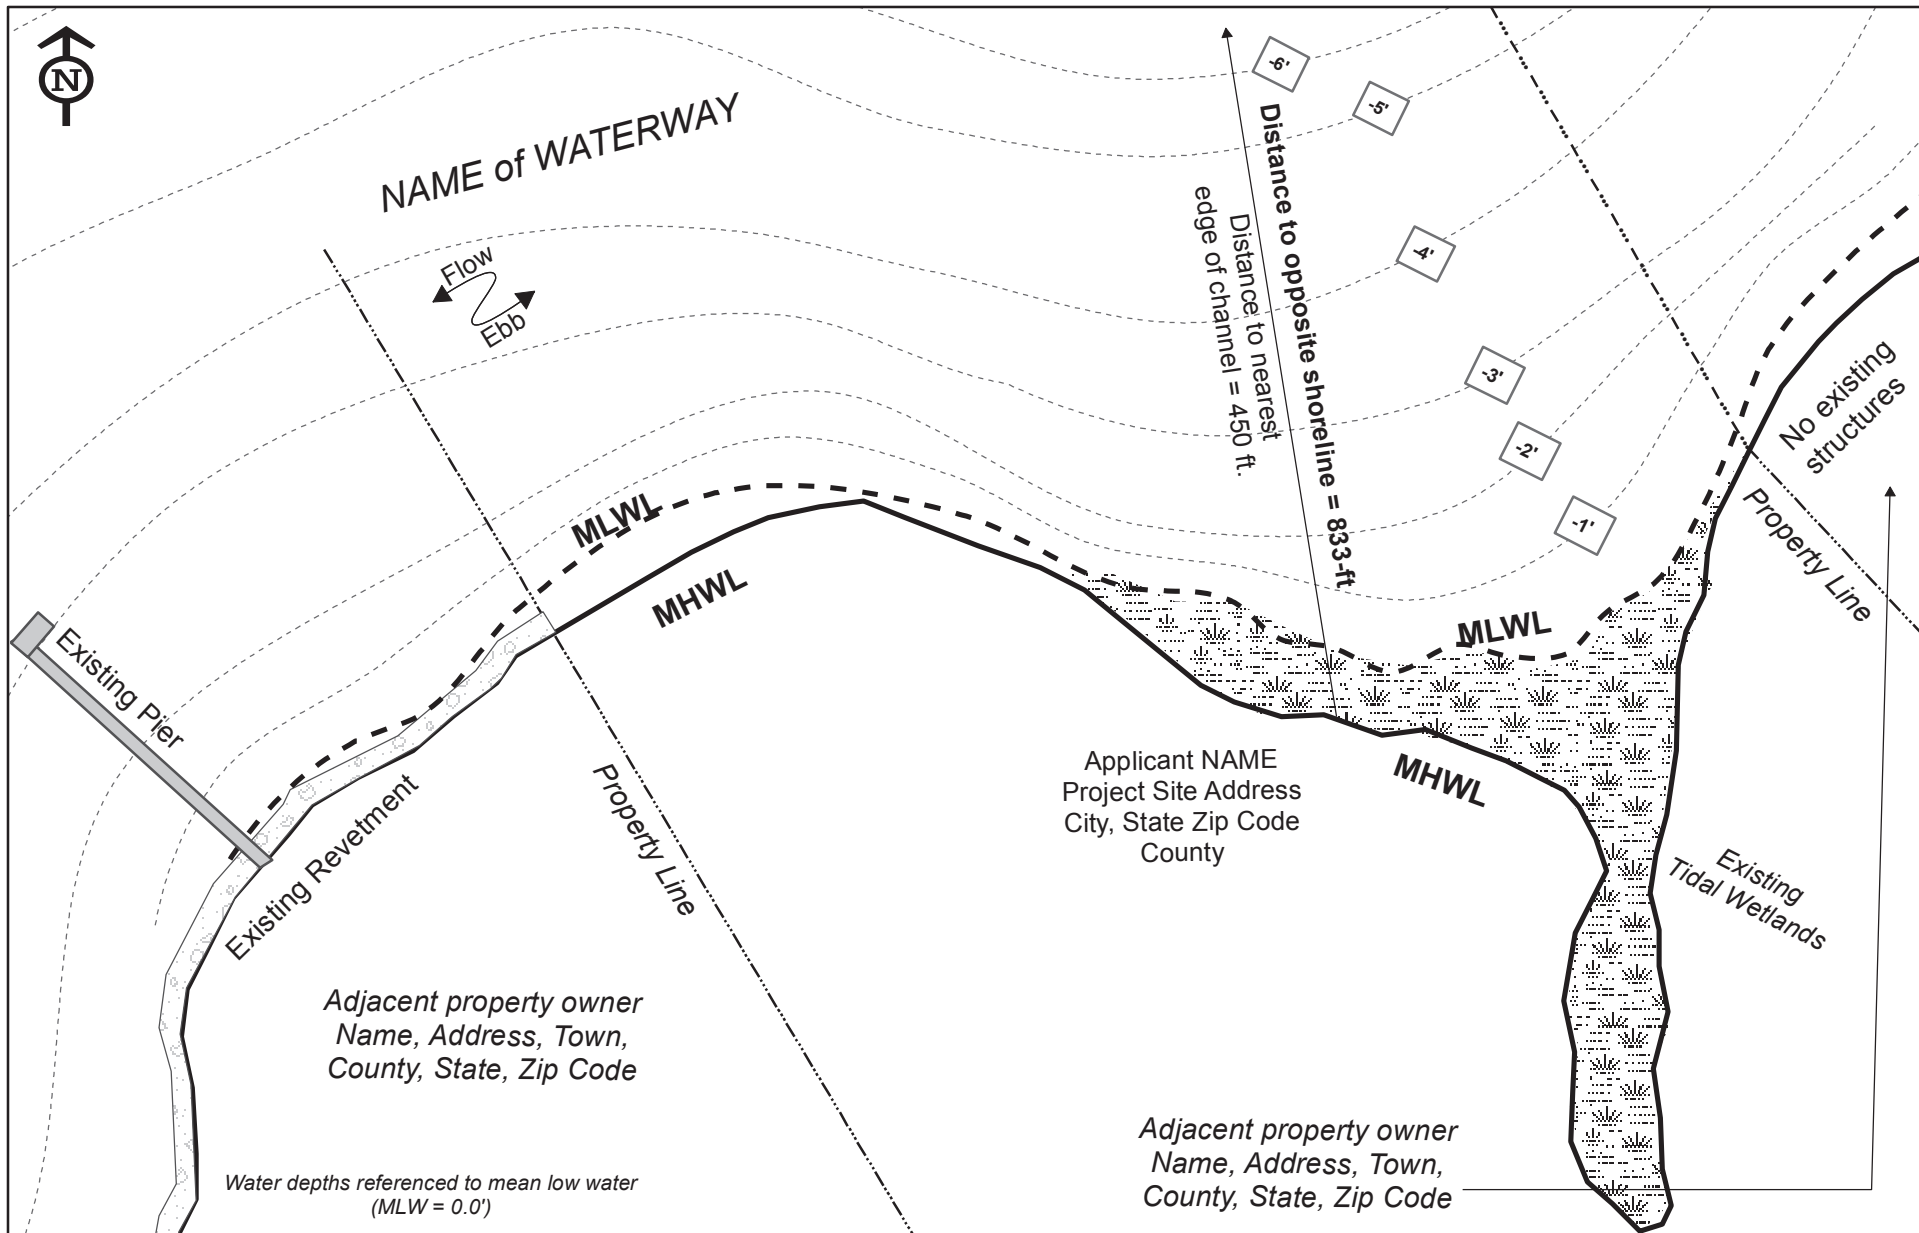 N
NAME of WATERWAY
Flow
Ebb
-6'
-5'
-4'
-3'
-2'
-1'
Distance to opposite shoreline = 833-ft
Distance to nearest
edge of channel = 450 ft.
No existing
structures
Property Line
MLWL
MHWL
MLWL
MHWL
Existing Pier
Existing Revetment
Property Line
Applicant NAME
Project Site Address
City, State Zip Code
County
Existing
Tidal Wetlands
Adjacent property owner
Name, Address, Town,
County, State, Zip Code
Adjacent property owner
Name, Address, Town,
County, State, Zip Code
Water depths referenced to mean low water
(MLW = 0.0')